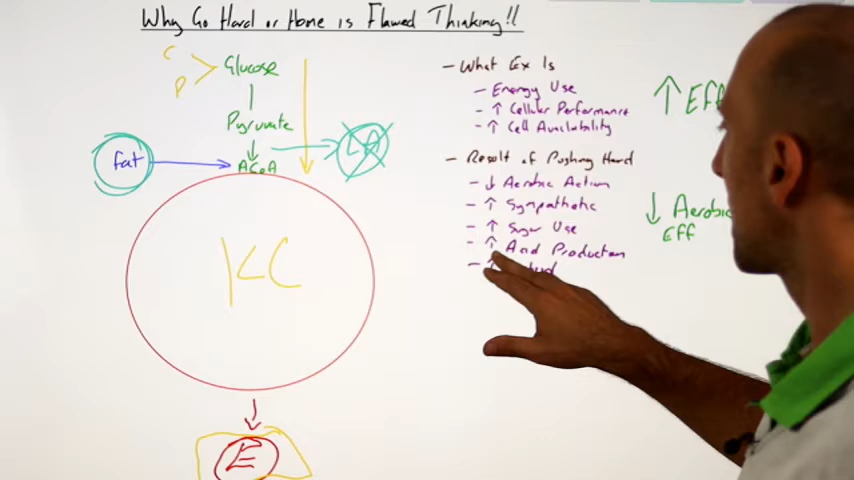 Why Go Hard or Home is Flawed Thinking!!
C
P
Glucose
Pyruvate
ACoA
fat
LA
KC
E
- What Ex Is
- Energy Use
- ↑ Cellular Performance
- ↑ Cell Availability
- Result of Pushing Hard
- ↓ Aerobic Action
- ↑ Sympathetic
- ↑ Sugar Use
- ↑ Acid Production
- ↑
↑ Eff
↓ Aerobic
Eff